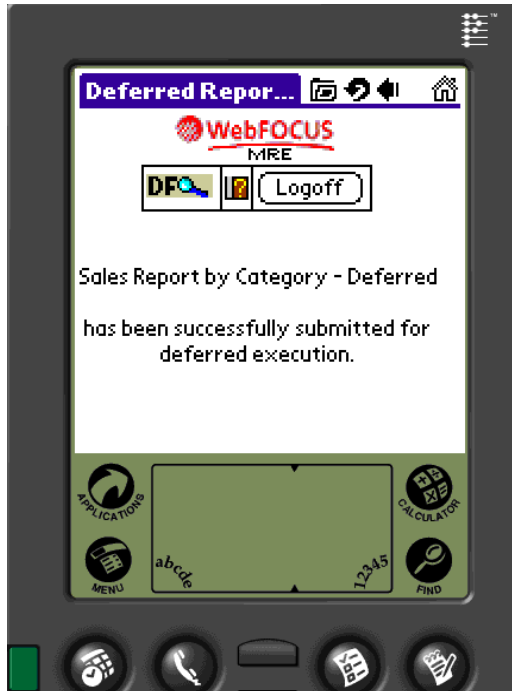 ™
Deferred Repor...
WebFOCUS
MRE
DF
?
Logoff
Sales Report by Category - Deferred
has been successfully submitted for
deferred execution.
APPLICATIONS
CALCULATOR
MENU
abcde
12345
FIND